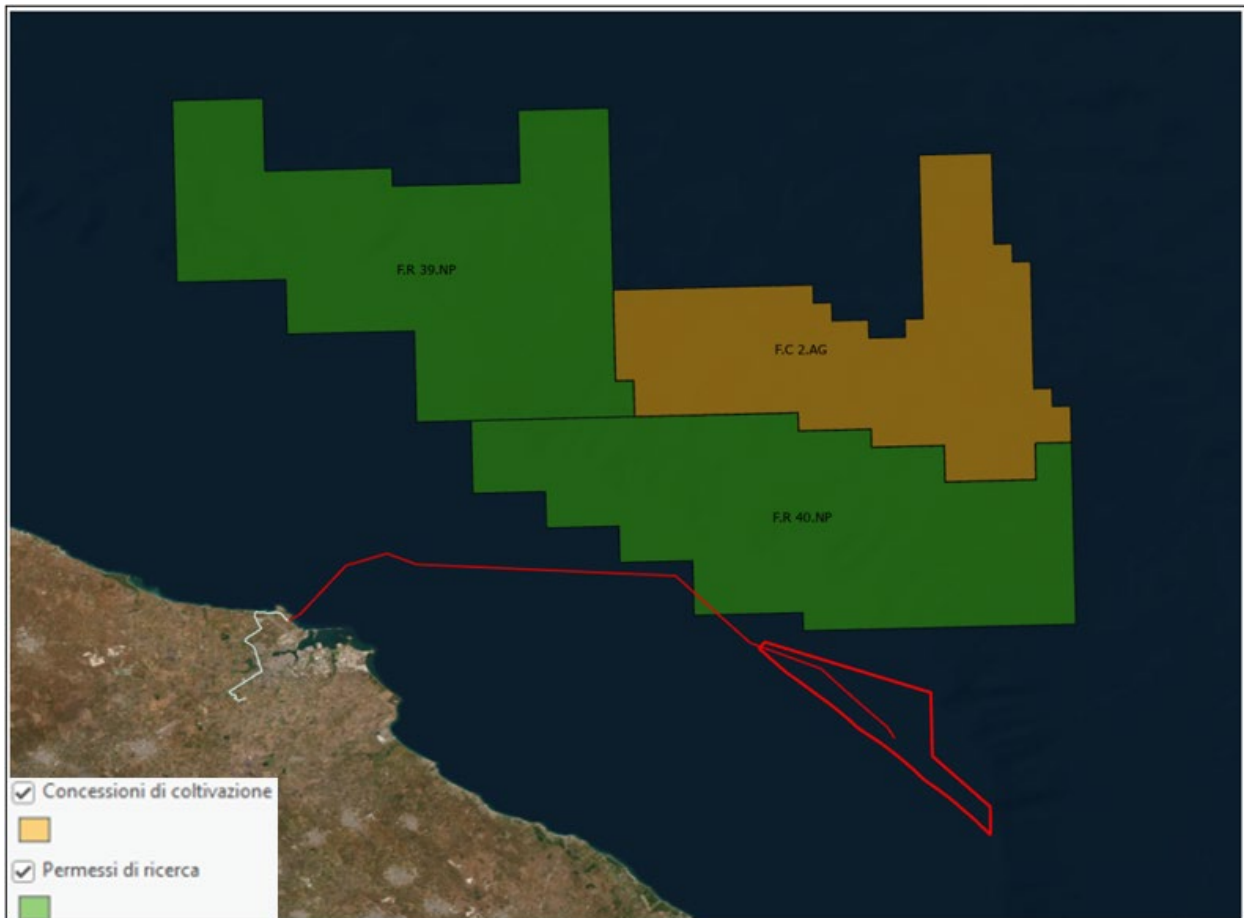 F.R 39.NP
F.C 2.AG
F.R 40.NP
Concessioni di coltivazione
Permessi di ricerca